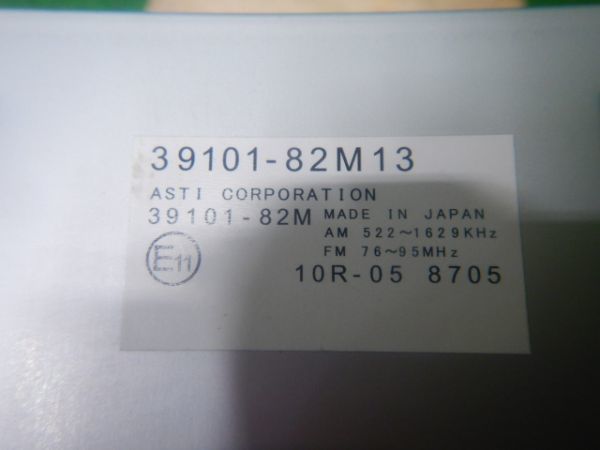 39101-82M13
ASTI CORPORATION
39101-82M MADE IN JAPAN
AM 522～1629KHz
FM 76～95MHz
E11
10R-05 8705